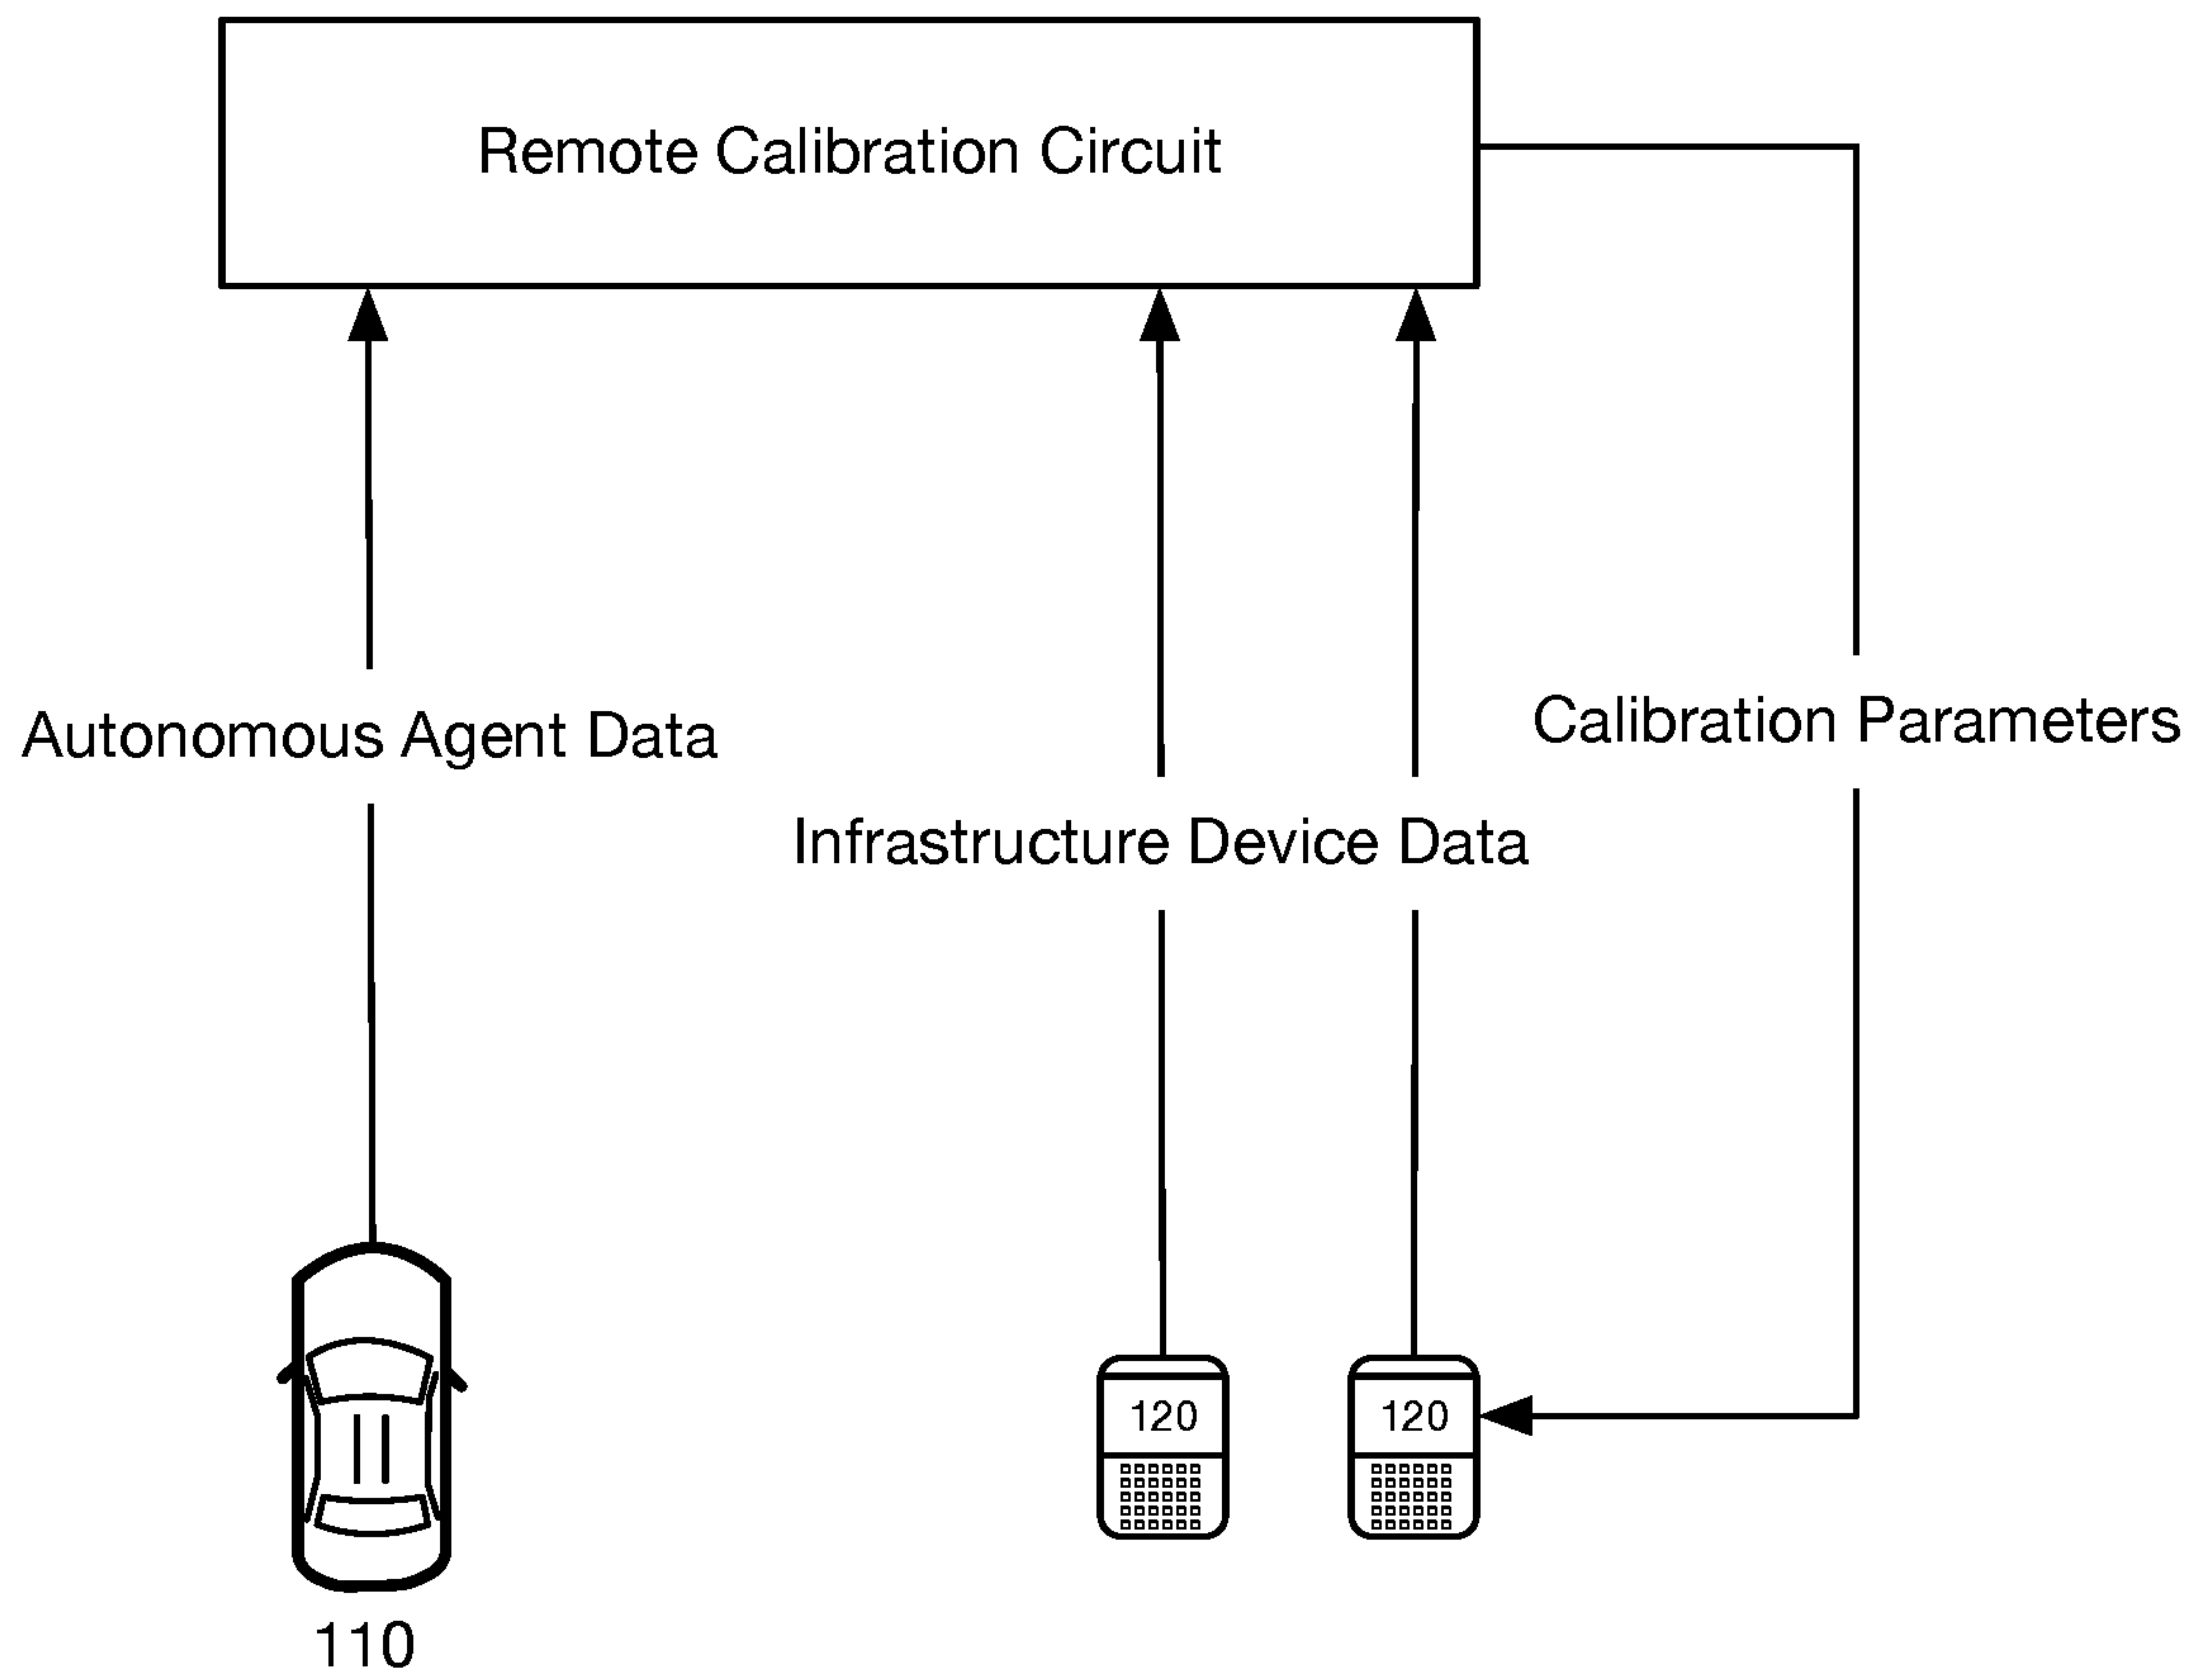 Remote Calibration Circuit
Autonomous Agent Data
Calibration Parameters
Infrastructure Device Data
120
120
110